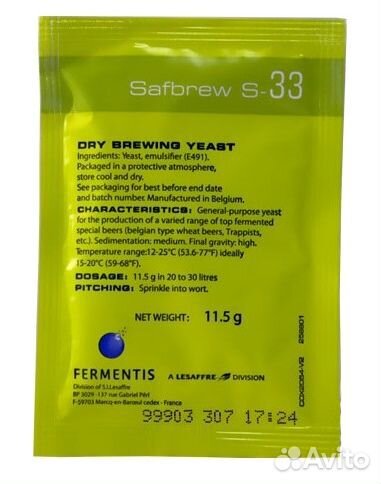 Safbrew S-33
DRY BREWING YEAST
Ingredients: Yeast, emulsifier (E491).
Packaged in a protective atmosphere,
store cool and dry.
See packaging for best before end date
and batch number. Manufactured in Belgium.
CHARACTERISTICS: General-purpose yeast
for the production of a varied range of top fermented
special beers (belgian type wheat beers, Trappists,
etc.). Sedimentation: medium. Final gravity: high.
Temperature range:12-25°C (53.6-77°F) ideally
15-20°C (59-68°F).
DOSAGE: 11.5 g in 20 to 30 litres
PITCHING: Sprinkle into wort.
NET WEIGHT: 11.5 g
FERMENTIS
A LESAFFRE DIVISION
Division of S.I.Lesaffre
BP 3029 -137 rue Gabriel Péri
F-59703 Marcq-en-Barœul cedex - France
99903 307 17:24
Avito